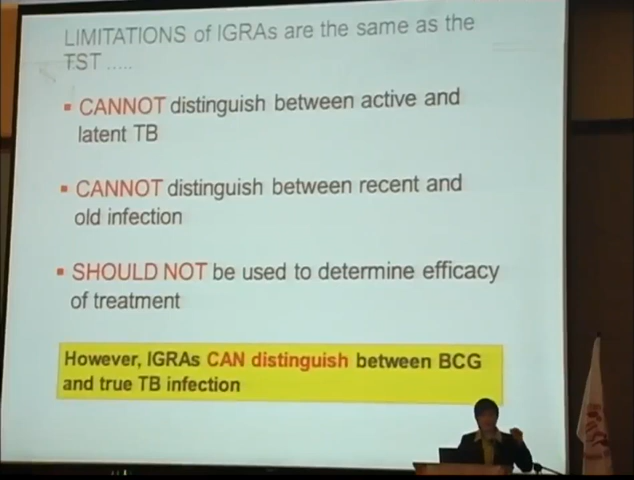 LIMITATIONS of IGRAs are the same as the
TST .....
▪ CANNOT distinguish between active and
latent TB
▪ CANNOT distinguish between recent and
old infection
▪ SHOULD NOT be used to determine efficacy
of treatment
However, IGRAs CAN distinguish between BCG
and true TB infection